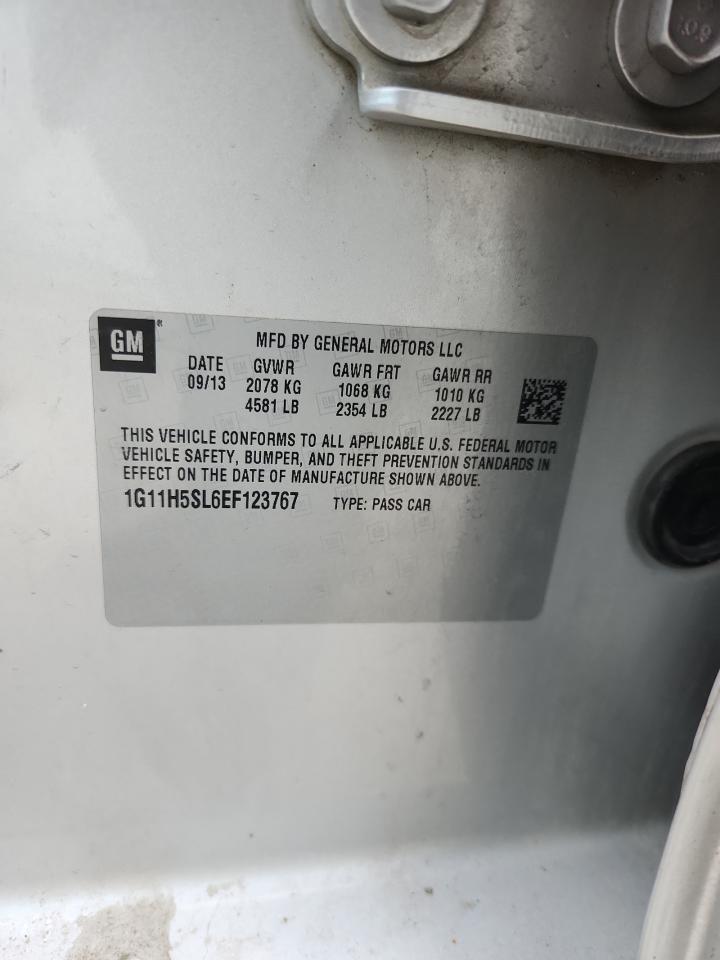 GM
MFD BY GENERAL MOTORS LLC
DATE GVWR GAWR FRT GAWR RR
09/13 2078 KG 1068 KG 1010 KG
4581 LB 2354 LB 2227 LB
THIS VEHICLE CONFORMS TO ALL APPLICABLE U.S. FEDERAL MOTOR
VEHICLE SAFETY, BUMPER, AND THEFT PREVENTION STANDARDS IN
EFFECT ON THE DATE OF MANUFACTURE SHOWN ABOVE.
1G11H5SL6EF123767 TYPE: PASS CAR